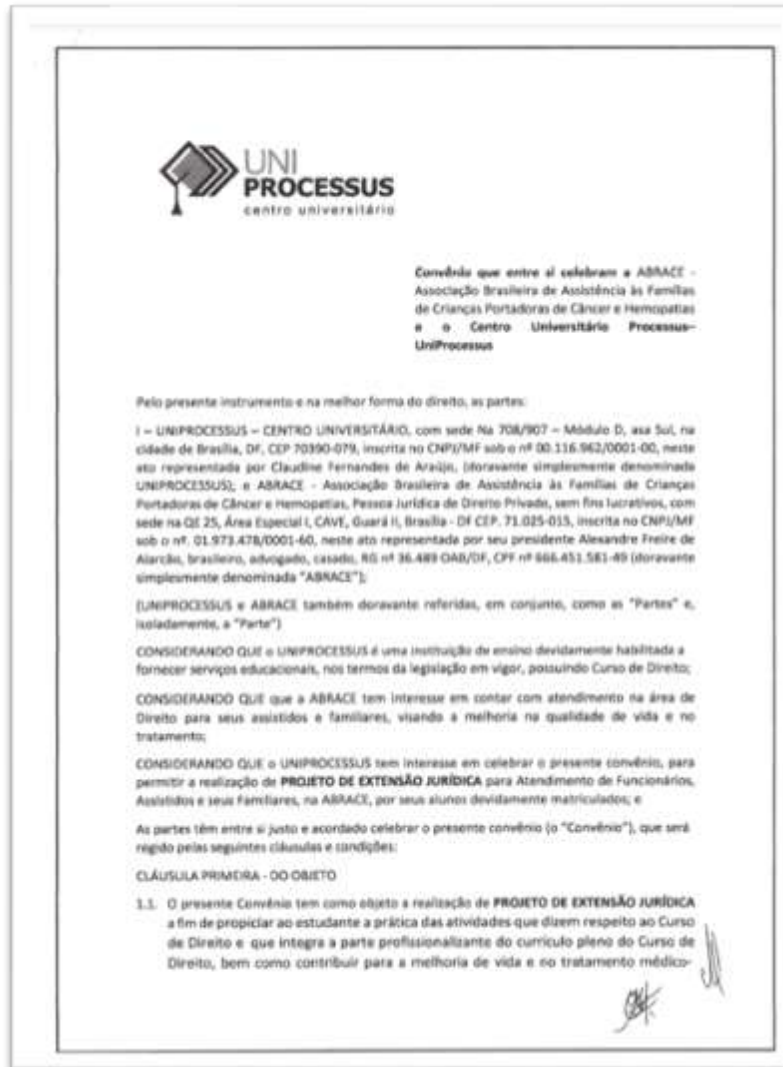 UNI
PROCESSUS
centro universitário
Convênio que entre si celebram a ABRACE -
Associação Brasileira de Assistência às Famílias
de Crianças Portadoras de Câncer e Hemopatias
e o Centro Universitário Processus–
UniProcessus
Pelo presente instrumento e na melhor forma do direito, as partes:
I – UNIPROCESSUS – CENTRO UNIVERSITÁRIO, com sede Na 708/907 – Módulo D, asa Sul, na
cidade de Brasília, DF, CEP 70390-079, inscrita no CNPJ/MF sob o nº 00.116.962/0001-00, neste
ato representada por Claudine Fernandes de Araújo, (doravante simplesmente denominada
UNIPROCESSUS); e ABRACE - Associação Brasileira de Assistência às Famílias de Crianças
Portadoras de Câncer e Hemopatias, Pessoa Jurídica de Direito Privado, sem fins lucrativos, com
sede na QE 25, Área Especial I, CAVE, Guará II, Brasília - DF CEP. 71.025-015, inscrita no CNPJ/MF
sob o nº. 01.973.478/0001-60, neste ato representada por seu presidente Alexandre Freire de
Alarcão, brasileiro, advogado, casado, RG nº 36.489 OAB/DF, CPF nº 666.451.581-49 (doravante
simplesmente denominada "ABRACE");
(UNIPROCESSUS e ABRACE também doravante referidas, em conjunto, como as "Partes" e,
isoladamente, a "Parte")
CONSIDERANDO QUE o UNIPROCESSUS é uma instituição de ensino devidamente habilitada a
fornecer serviços educacionais, nos termos da legislação em vigor, possuindo Curso de Direito;
CONSIDERANDO QUE que a ABRACE tem interesse em contar com atendimento na área de
Direito para seus assistidos e familiares, visando a melhoria na qualidade de vida e no
tratamento;
CONSIDERANDO QUE o UNIPROCESSUS tem interesse em celebrar o presente convênio, para
permitir a realização de PROJETO DE EXTENSÃO JURÍDICA para Atendimento de Funcionários,
Assistidos e seus Familiares, na ABRACE, por seus alunos devidamente matriculados; e
As partes têm entre si justo e acordado celebrar o presente convênio (o "Convênio"), que será
regido pelas seguintes cláusulas e condições:
CLÁUSULA PRIMEIRA - DO OBJETO
1.1. O presente Convênio tem como objeto a realização de PROJETO DE EXTENSÃO JURÍDICA
a fim de propiciar ao estudante a prática das atividades que dizem respeito ao Curso
de Direito e que integra a parte profissionalizante do currículo pleno do Curso de
Direito, bem como contribuir para a melhoria de vida e no tratamento médico-